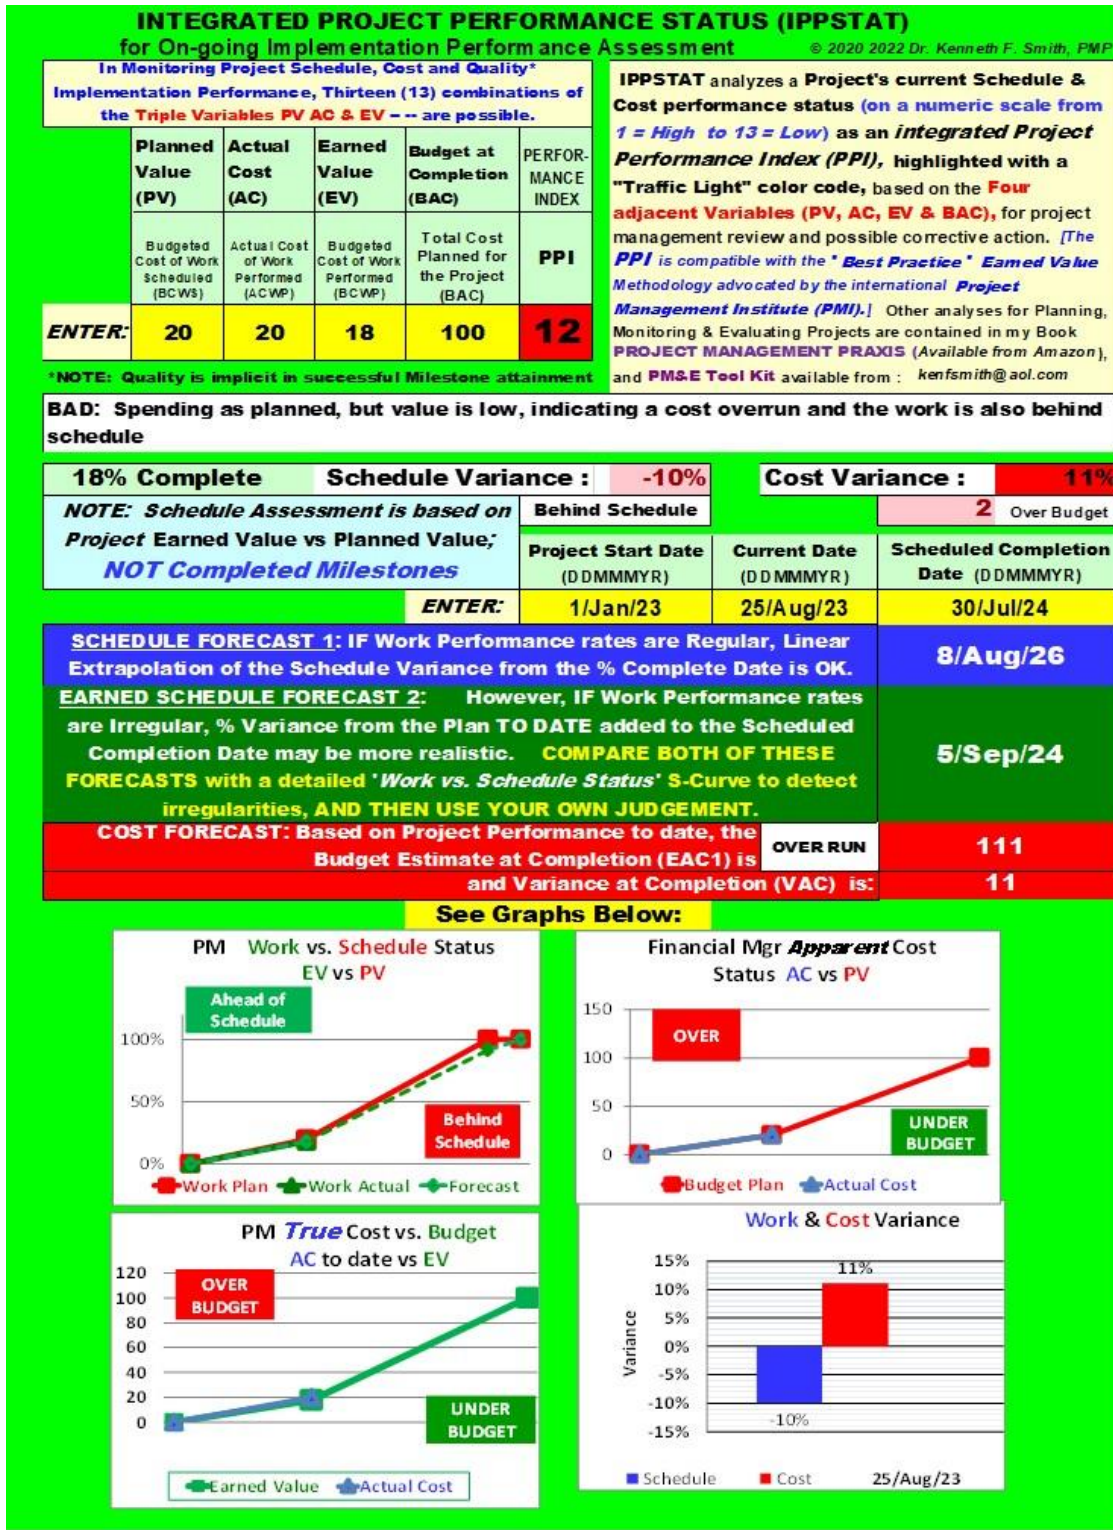 INTEGRATED PROJECT PERFORMANCE STATUS (IPPSTAT)
for On-going Implementation Performance Assessment
© 2020 2022 Dr. Kenneth F. Smith, PMP
In Monitoring Project Schedule, Cost and Quality*
Implementation Performance, Thirteen (13) combinations of
the Triple Variables PV AC & EV – -- are possible.
Planned Value (PV)
Actual Cost (AC)
Earned Value (EV)
Budget at Completion (BAC)
PERFOR-
MANCE
INDEX
Budgeted Cost of Work Scheduled (BCWS)
Actual Cost of Work Performed (ACWP)
Budgeted Cost of Work Performed (BCWP)
Total Cost Planned for the Project (BAC)
PPI
ENTER: 20 20 18 100 12
*NOTE: Quality is implicit in successful Milestone attainment
IPPSTAT analyzes a Project's current Schedule &
Cost performance status (on a numeric scale from
1 = High to 13 = Low) as an integrated Project
Performance Index (PPI), highlighted with a
"Traffic Light" color code, based on the Four
adjacent Variables (PV, AC, EV & BAC), for project
management review and possible corrective action. [The
PPI is compatible with the "Best Practice" Earned Value
Methodology advocated by the international Project
Management Institute (PMI).] Other analyses for Planning,
Monitoring & Evaluating Projects are contained in my Book
PROJECT MANAGEMENT PRAXIS (Available from Amazon),
and PM&E Tool Kit available from : kenfsmith@aol.com
BAD: Spending as planned, but value is low, indicating a cost overrun and the work is also behind
schedule
18% Complete Schedule Variance : -10% Cost Variance : 11%
NOTE: Schedule Assessment is based on
Project Earned Value vs Planned Value;
NOT Completed Milestones
Behind Schedule
2 Over Budget
Project Start Date (DDMMMYR)
Current Date (DDMMMYR)
Scheduled Completion Date (DDMMMYR)
ENTER: 1/Jan/23 25/Aug/23 30/Jul/24
SCHEDULE FORECAST 1: IF Work Performance rates are Regular, Linear
Extrapolation of the Schedule Variance from the % Complete Date is OK.
8/Aug/26
EARNED SCHEDULE FORECAST 2: However, IF Work Performance rates
are Irregular, % Variance from the Plan TO DATE added to the Scheduled
Completion Date may be more realistic. COMPARE BOTH OF THESE
FORECASTS with a detailed 'Work vs. Schedule Status' S-Curve to detect
irregularities, AND THEN USE YOUR OWN JUDGEMENT.
5/Sep/24
COST FORECAST: Based on Project Performance to date, the
Budget Estimate at Completion (EAC1) is
OVER RUN
111
and Variance at Completion (VAC) is:
11
See Graphs Below:
PM Work vs. Schedule Status
EV vs PV
Ahead of
Schedule
100%
50%
0%
Behind
Schedule
Work Plan Work Actual Forecast
Financial Mgr Apparent Cost
Status AC vs PV
150
100
50
0
OVER
UNDER
BUDGET
Budget Plan Actual Cost
PM True Cost vs. Budget
AC to date vs EV
120
100
80
60
40
20
0
OVER
BUDGET
UNDER
BUDGET
Earned Value Actual Cost
Work & Cost Variance
Variance
15%
10%
5%
0%
-5%
-10%
-15%
11%
-10%
Schedule Cost 25/Aug/23